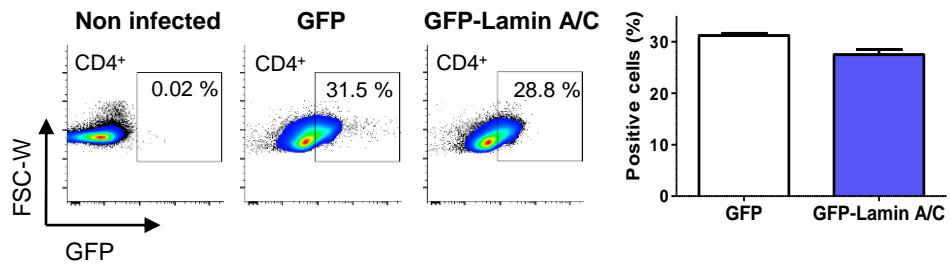 Non infected
GFP
GFP-Lamin A/C
CD4⁺
0.02 %
CD4⁺
31.5 %
CD4⁺
28.8 %
FSC-W
GFP
Positive cells (%)
30
20
10
0
GFP
GFP-Lamin A/C